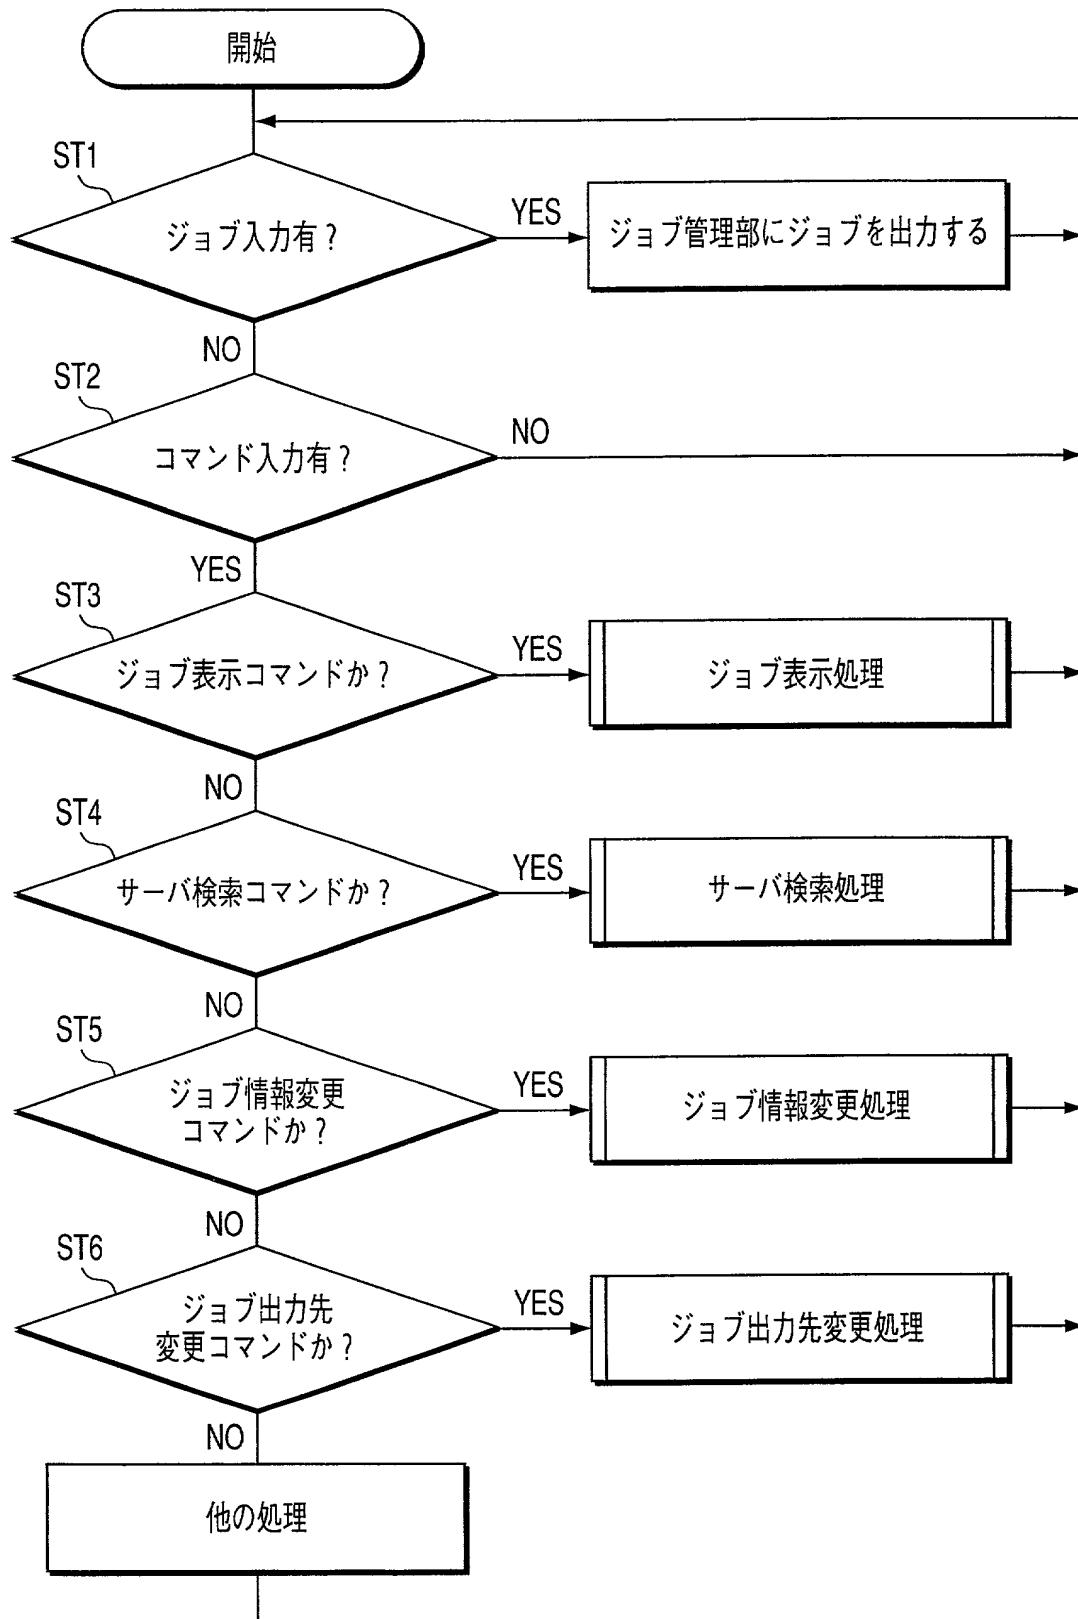 開始
ST1
ジョブ入力有?
YES
ジョブ管理部にジョブを出力する
NO
ST2
コマンド入力有?
NO
YES
ST3
ジョブ表示コマンドか?
YES
ジョブ表示処理
NO
ST4
サーバ検索コマンドか?
YES
サーバ検索処理
NO
ST5
ジョブ情報変更
コマンドか?
YES
ジョブ情報変更処理
NO
ST6
ジョブ出力先
変更コマンドか?
YES
ジョブ出力先変更処理
NO
他の処理